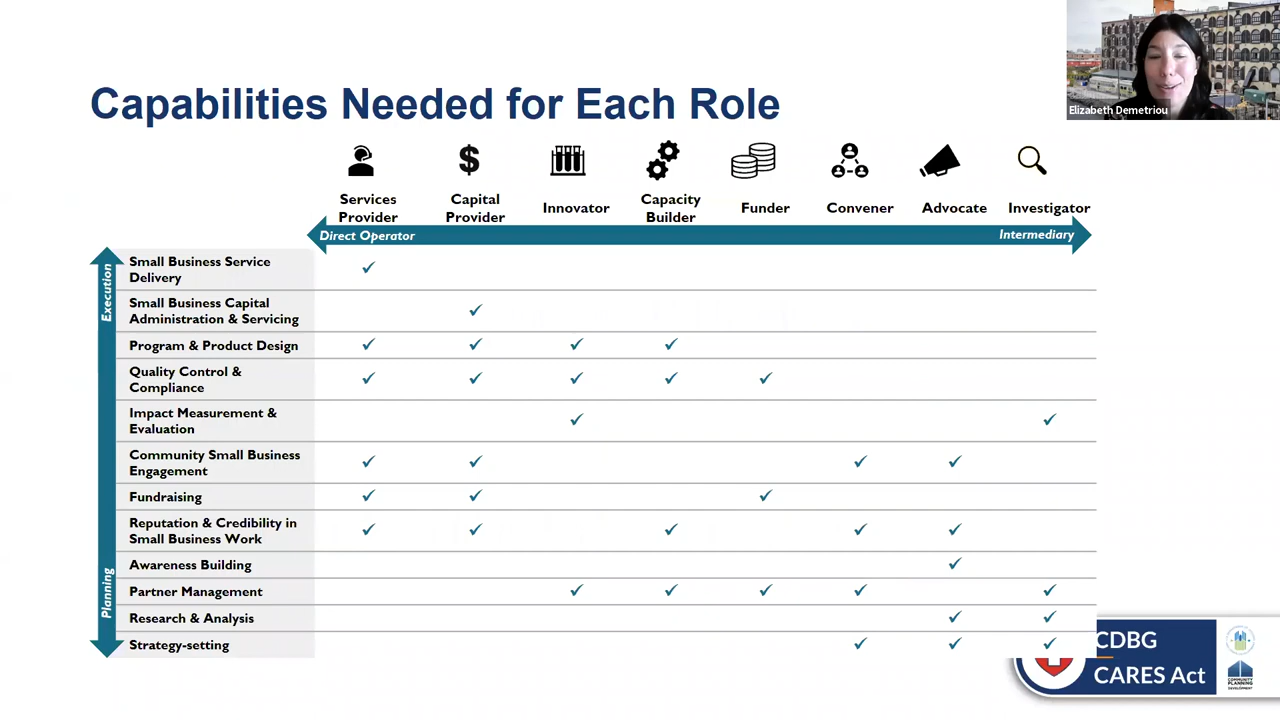 Elizabeth Demetriou
Capabilities Needed for Each Role
$
Services
Provider
Capital
Provider
Innovator
Capacity
Builder
Funder
Convener
Advocate
Investigator
Direct Operator
Intermediary
Execution
Planning
Small Business Service
Delivery
Small Business Capital
Administration & Servicing
Program & Product Design
Quality Control &
Compliance
Impact Measurement &
Evaluation
Community Small Business
Engagement
Fundraising
Reputation & Credibility in
Small Business Work
Awareness Building
Partner Management
Research & Analysis
Strategy-setting
CDBG
CARES Act
COMMUNITY
PLANNING
DEVELOPMENT